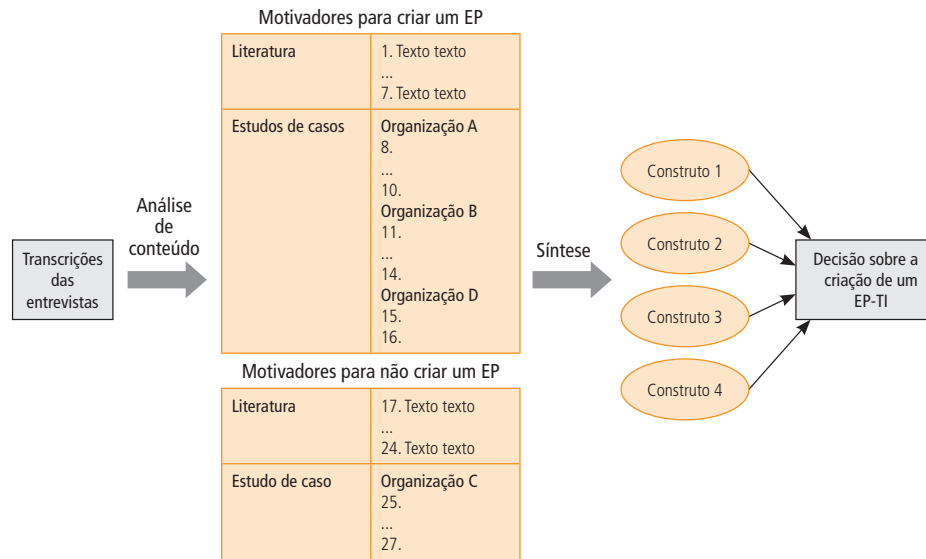 Motivadores para criar um EP
Literatura
1. Texto texto
...
7. Texto texto
Estudos de casos
Organização A
8.
...
10.
Organização B
11.
...
14.
Organização D
15.
16.
Transcrições
das
entrevistas
Análise
de
conteúdo
Síntese
Construto 1
Construto 2
Construto 3
Construto 4
Decisão sobre a
criação de um
EP-TI
Motivadores para não criar um EP
Literatura
17. Texto texto
...
24. Texto texto
Estudo de caso
Organização C
25.
...
27.